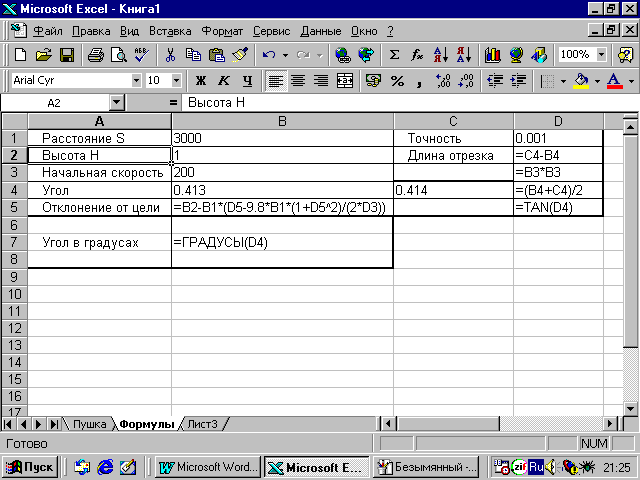 Microsoft Excel - Книга1
Файл Правка Вид Вставка Формат Сервис Данные Окно ?
Σ fx 100%
Arial Cyr 10 Ж К Ч % , ,00
A2 = Высота Н
A B C D
1 Расстояние S 3000 Точность 0.001
2 Высота Н 1 Длина отрезка =C4-B4
3 Начальная скорость 200 =B3*B3
4 Угол 0.413 0.414 =(B4+C4)/2
5 Отклонение от цели =B2-B1*(D5-9.8*B1*(1+D5^2)/(2*D3)) =TAN(D4)
6
7 Угол в градусах =ГРАДУСЫ(D4)
8
9
10
11
12
13
14
15
16
17
Пушка Формулы Лист3
Готово NUM
Пуск Microsoft Word... Microsoft E... Безымянный -... Ru 21:25